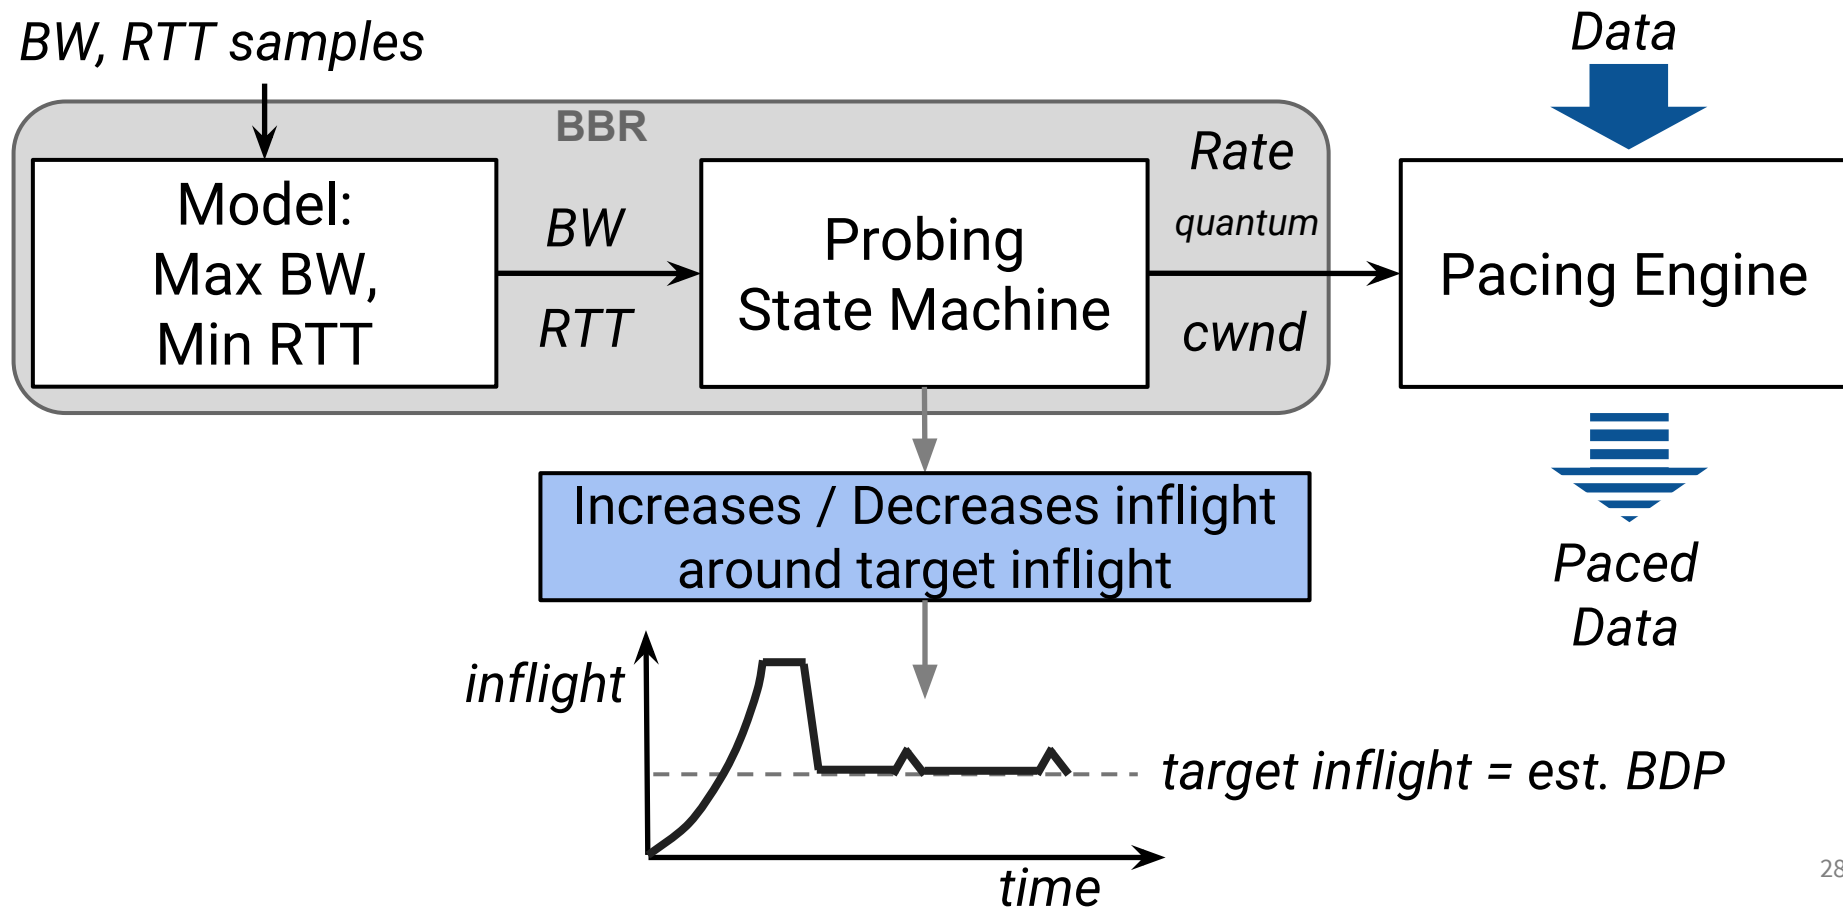 BW, RTT samples
Data
BBR
Model:
Max BW,
Min RTT
BW
RTT
Probing
State Machine
Rate
quantum
cwnd
Pacing Engine
Increases / Decreases inflight
around target inflight
Paced
Data
inflight
target inflight = est. BDP
time
28